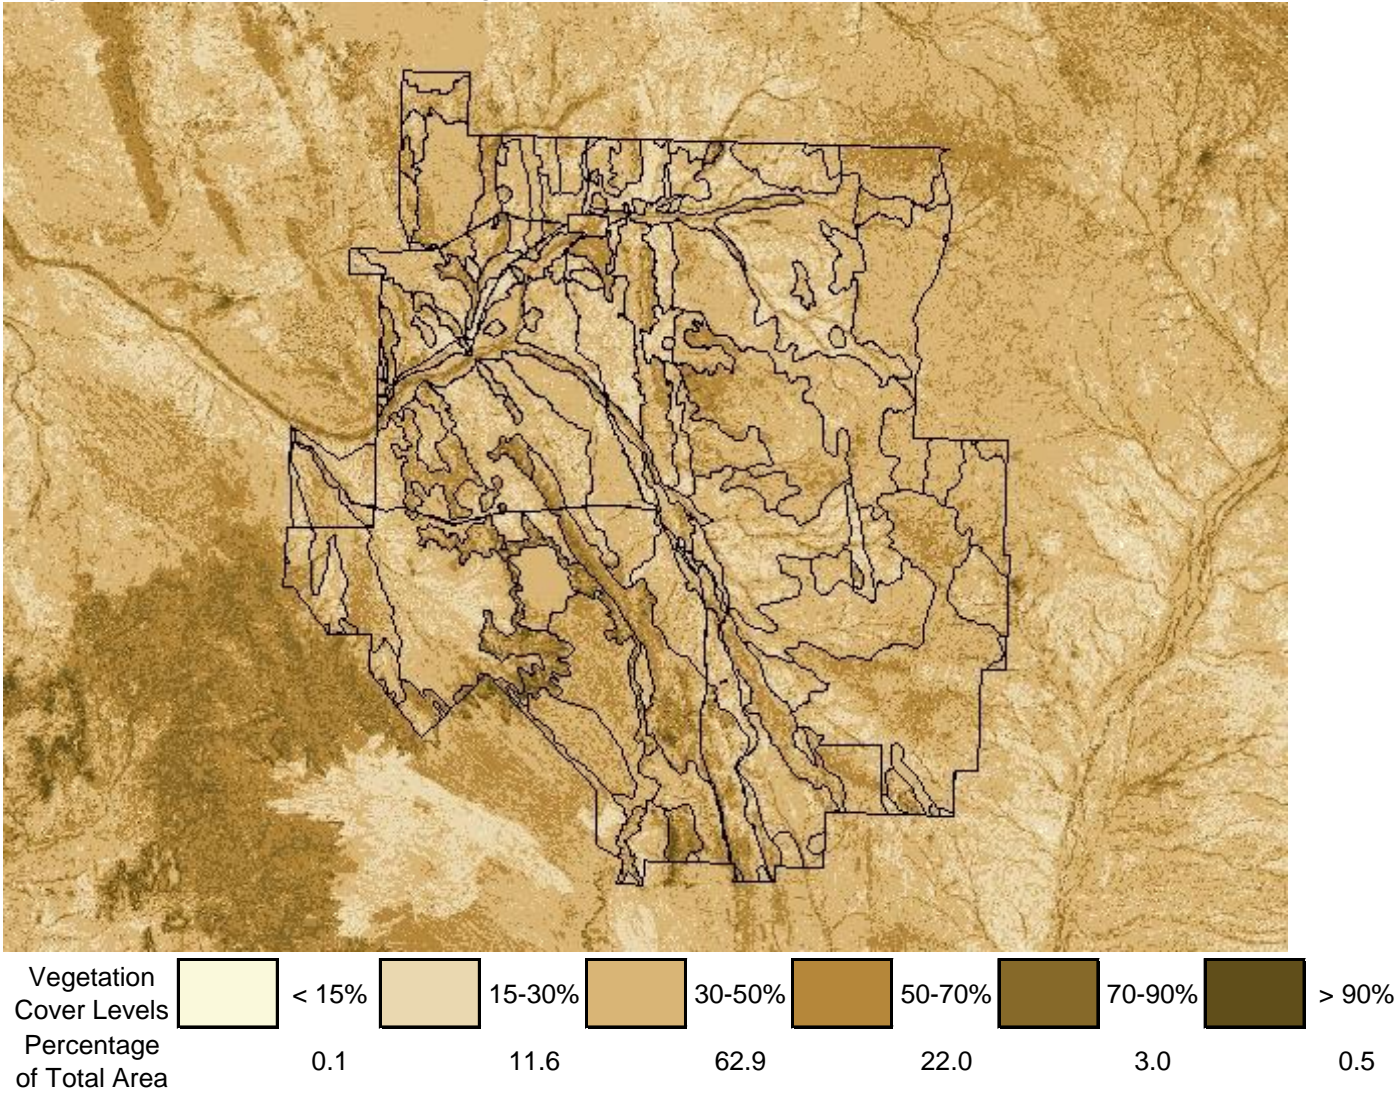 Vegetation
Cover Levels
< 15% 15-30% 30-50% 50-70% 70-90% > 90%
Percentage
of Total Area
0.1 11.6 62.9 22.0 3.0 0.5